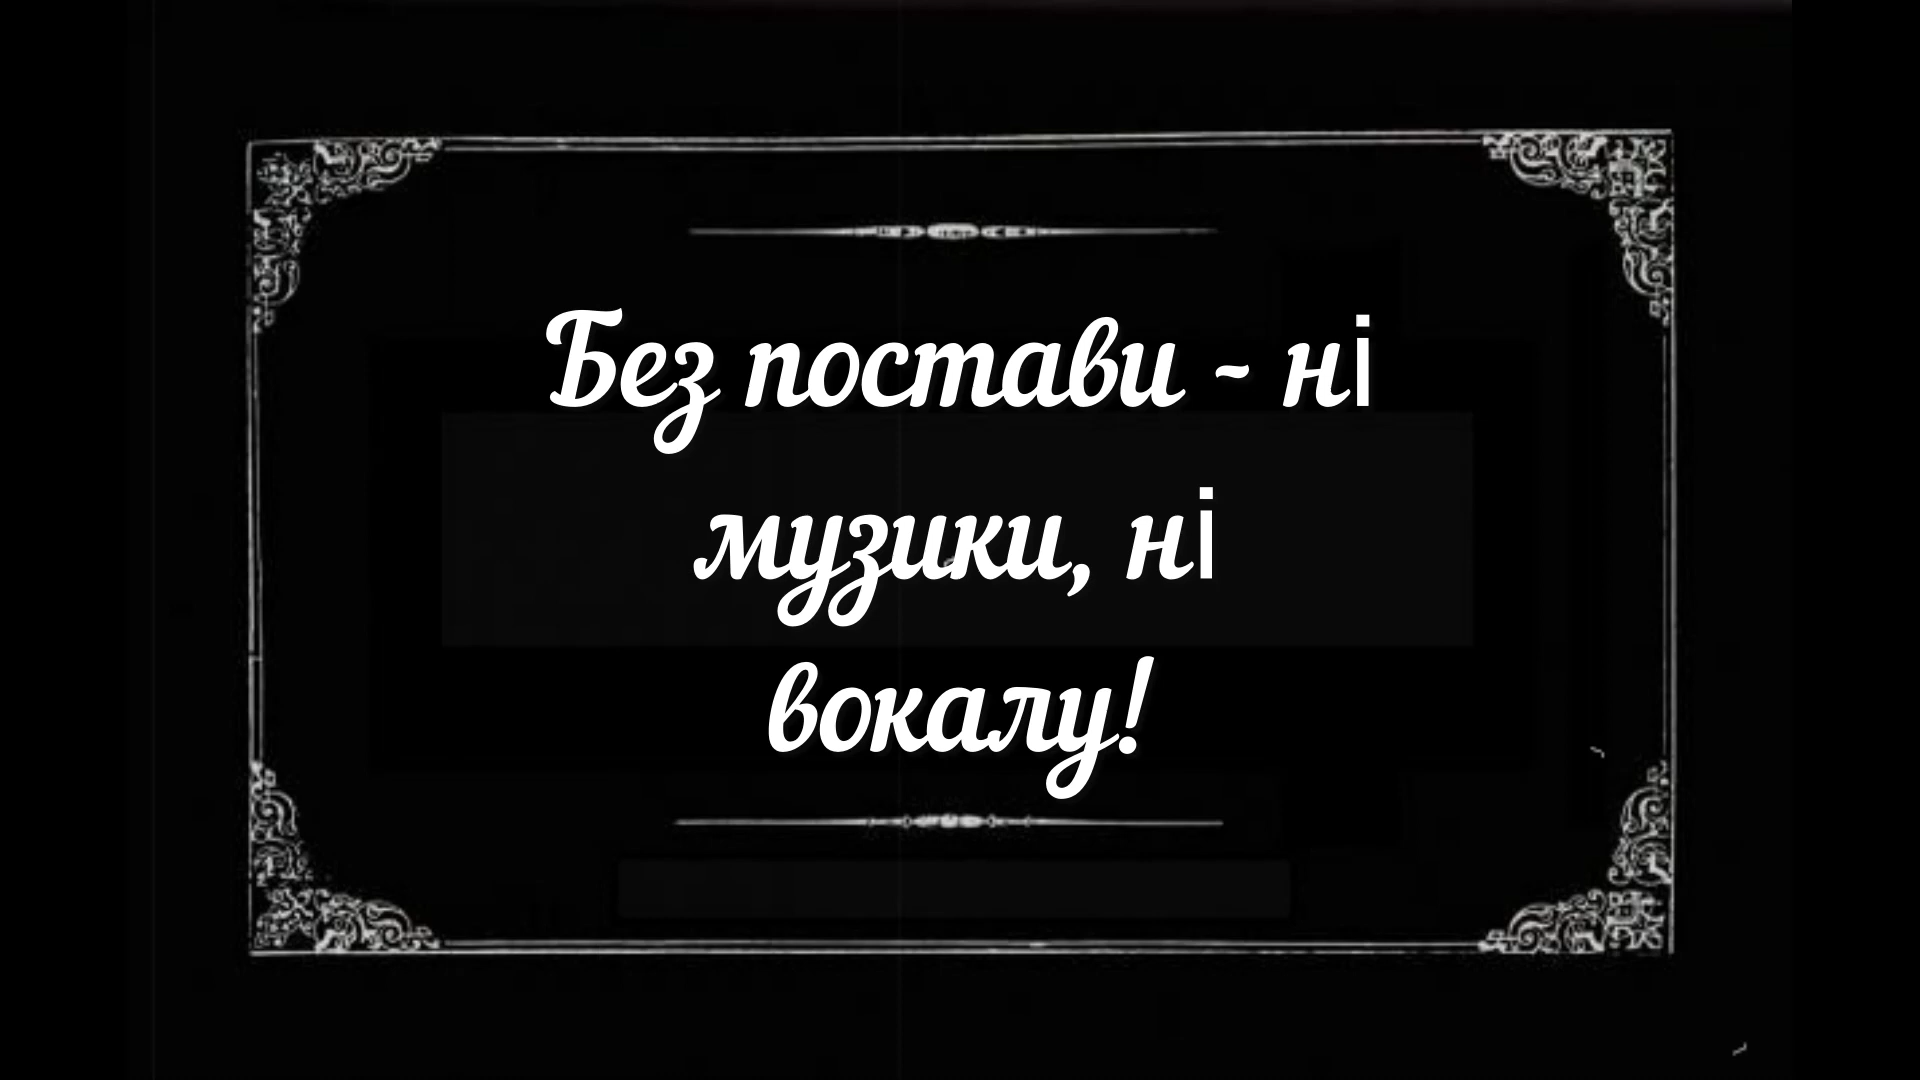 Без постави - ні
музики, ні
вокалу!